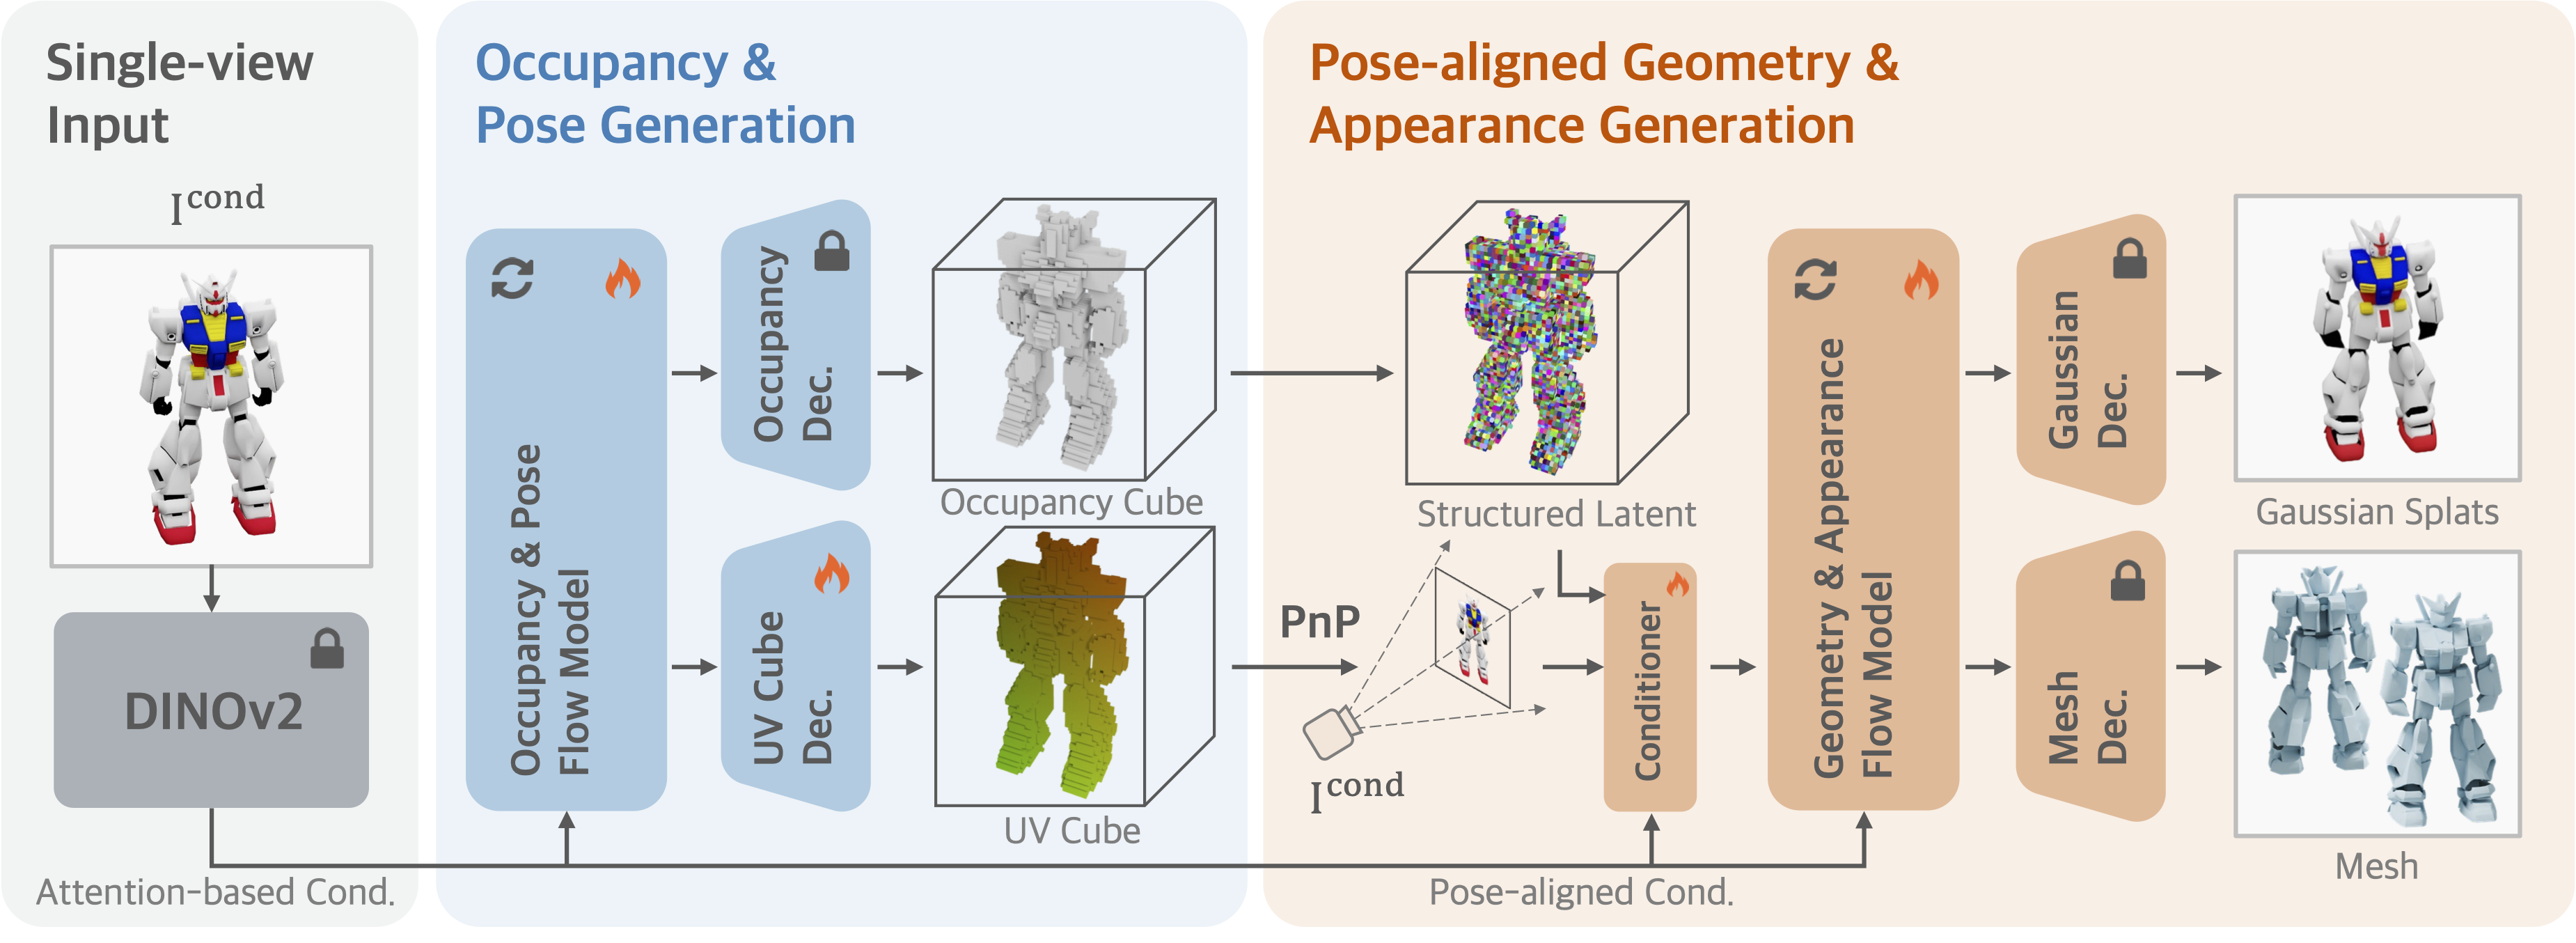 Single-view
Input
I^cond
DINOv2
Attention-based Cond.
Occupancy &
Pose Generation
Occupancy & Pose
Flow Model
Occupancy
Dec.
Occupancy Cube
UV Cube
Dec.
UV Cube
Pose-aligned Geometry &
Appearance Generation
Structured Latent
PnP
I^cond
Conditioner
Pose-aligned Cond.
Geometry & Appearance
Flow Model
Gaussian
Dec.
Gaussian Splats
Mesh
Dec.
Mesh